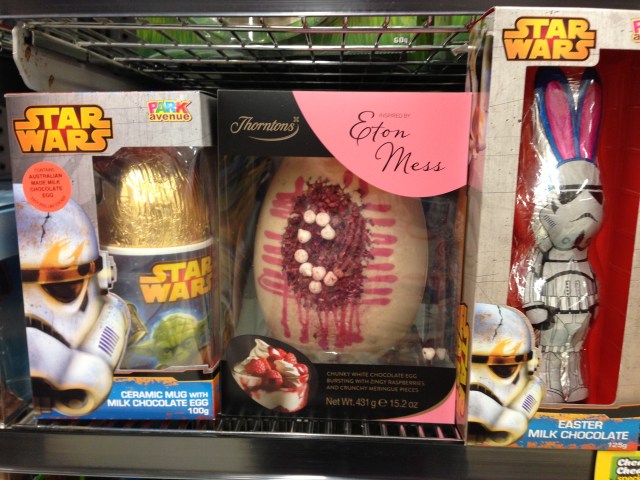 60g
STAR
WARS
PARK
avenue
CONTAINS
AUSTRALIAN
MADE MILK
CHOCOLATE
EGG
STAR
WARS
CERAMIC MUG WITH
MILK CHOCOLATE EGG
100g
Thorntons
INSPIRED BY
Eton
Mess
CHUNKY WHITE CHOCOLATE EGG
BURSTING WITH ZINGY RASPBERRIES
AND CRUNCHY MERINGUE PIECES
Net Wt. 431 g e 15.2 oz
STAR
WARS
EASTER
MILK CHOCOLATE
125g